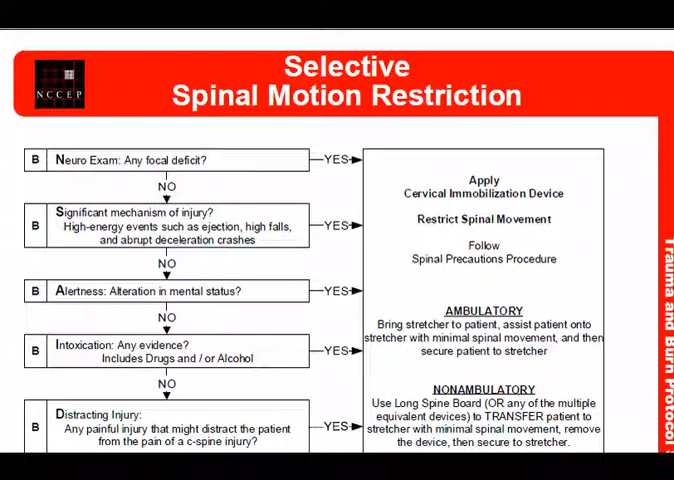 Selective
Spinal Motion Restriction
NCCEP
B Neuro Exam: Any focal deficit?
YES
NO
B Significant mechanism of injury?
High-energy events such as ejection, high falls,
and abrupt deceleration crashes
YES
NO
B Alertness: Alteration in mental status?
YES
NO
B Intoxication: Any evidence?
Includes Drugs and / or Alcohol
YES
NO
B Distracting Injury:
Any painful injury that might distract the patient
from the pain of a c-spine injury?
YES
Apply
Cervical Immobilization Device
Restrict Spinal Movement
Follow
Spinal Precautions Procedure
AMBULATORY
Bring stretcher to patient, assist patient onto
stretcher with minimal spinal movement, and then
secure patient to stretcher
NONAMBULATORY
Use Long Spine Board (OR any of the multiple
equivalent devices) to TRANSFER patient to
stretcher with minimal spinal movement, remove
the device, then secure to stretcher.
Trauma and Burn Protocol